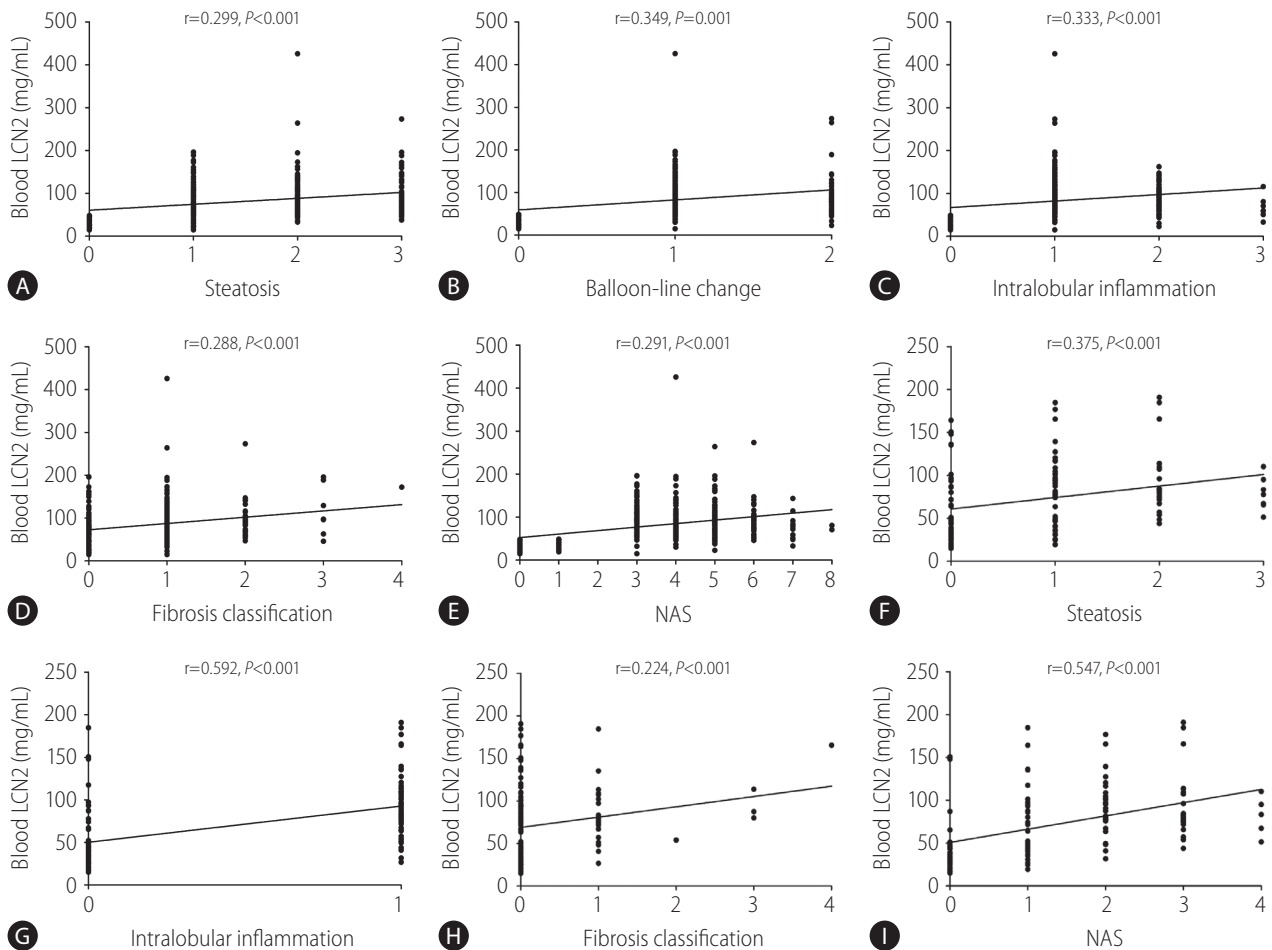 r=0.299, P<0.001
Blood LCN2 (mg/mL)
500
400
300
200
100
0
0 1 2 3
A Steatosis
r=0.349, P=0.001
Blood LCN2 (mg/mL)
500
400
300
200
100
0
0 1 2
B Balloon-line change
r=0.333, P<0.001
Blood LCN2 (mg/mL)
500
400
300
200
100
0
0 1 2 3
C Intralobular inflammation
r=0.288, P<0.001
Blood LCN2 (mg/mL)
500
400
300
200
100
0
0 1 2 3 4
D Fibrosis classification
r=0.291, P<0.001
Blood LCN2 (mg/mL)
500
400
300
200
100
0
0 1 2 3 4 5 6 7 8
E NAS
r=0.375, P<0.001
Blood LCN2 (mg/mL)
250
200
150
100
50
0
0 1 2 3
F Steatosis
r=0.592, P<0.001
Blood LCN2 (mg/mL)
250
200
150
100
50
0
0 1
G Intralobular inflammation
r=0.224, P<0.001
Blood LCN2 (mg/mL)
250
200
150
100
50
0
0 1 2 3 4
H Fibrosis classification
r=0.547, P<0.001
Blood LCN2 (mg/mL)
250
200
150
100
50
0
0 1 2 3 4
I NAS